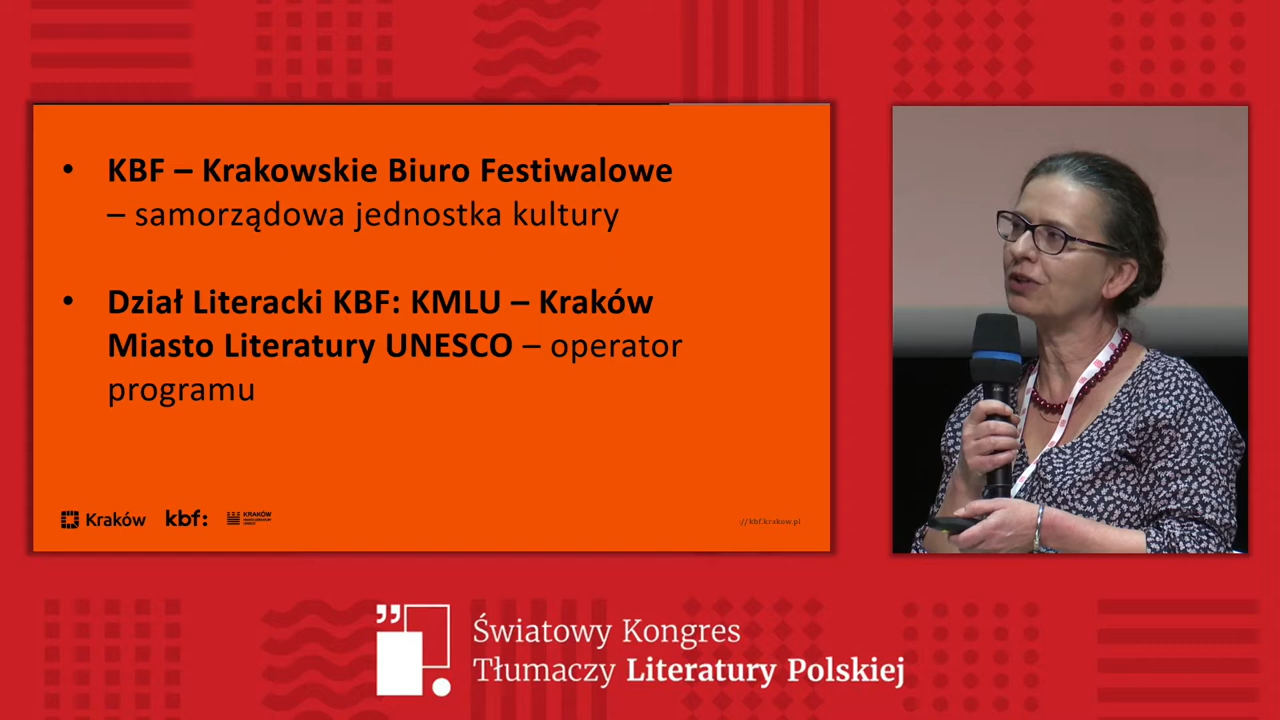 • KBF – Krakowskie Biuro Festiwalowe
– samorządowa jednostka kultury
• Dział Literacki KBF: KMLU – Kraków
Miasto Literatury UNESCO – operator
programu
Kraków
kbf:
KRAKÓW
://kbf.krakow.pl
Światowy Kongres
Tłumaczy Literatury Polskiej